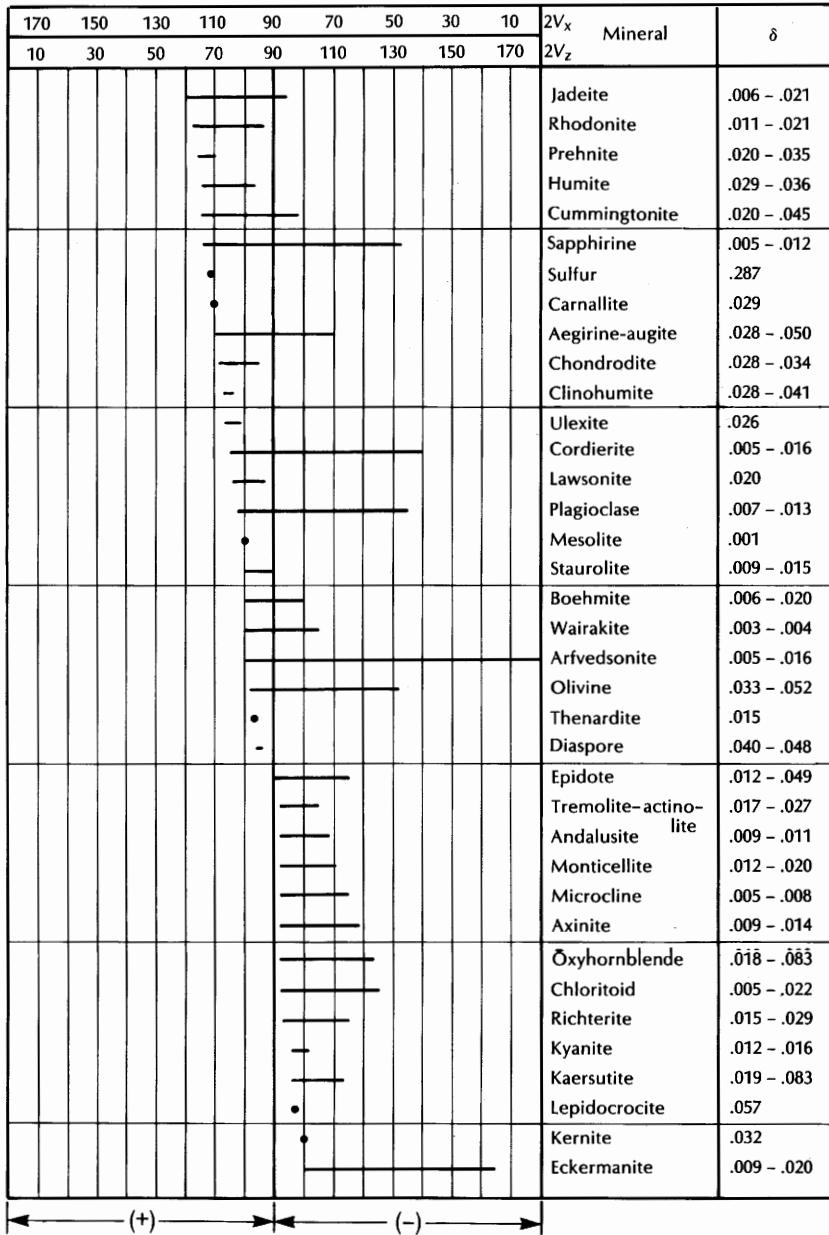 170 150 130 110 90 70 50 30 10 2Vx Mineral δ
10 30 50 70 90 110 130 150 170 2Vz
Jadeite .006 – .021
Rhodonite .011 – .021
Prehnite .020 – .035
Humite .029 – .036
Cummingtonite .020 – .045
Sapphirine .005 – .012
Sulfur .287
Carnallite .029
Aegirine-augite .028 – .050
Chondrodite .028 – .034
Clinohumite .028 – .041
Ulexite .026
Cordierite .005 – .016
Lawsonite .020
Plagioclase .007 – .013
Mesolite .001
Staurolite .009 – .015
Boehmite .006 – .020
Wairakite .003 – .004
Arfvedsonite .005 – .016
Olivine .033 – .052
Thenardite .015
Diaspore .040 – .048
Epidote .012 – .049
Tremolite–actino- .017 – .027
lite
Andalusite .009 – .011
Monticellite .012 – .020
Microcline .005 – .008
Axinite .009 – .014
Oxyhornblende .018 – .083
Chloritoid .005 – .022
Richterite .015 – .029
Kyanite .012 – .016
Kaersutite .019 – .083
Lepidocrocite .057
Kernite .032
Eckermanite .009 – .020
(+) (–)